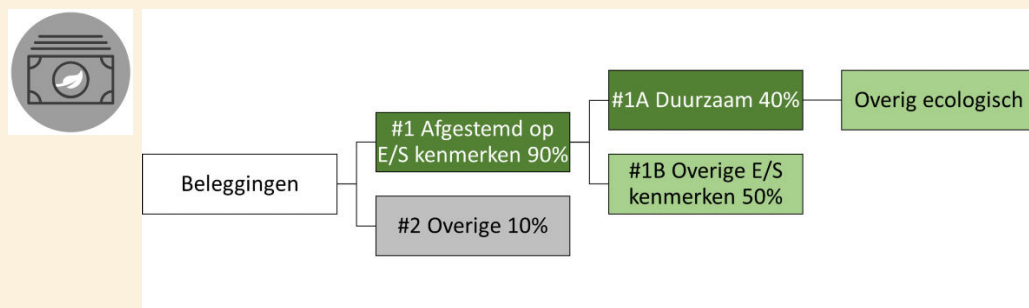 Beleggingen
#1 Afgestemd op
E/S kenmerken 90%
#2 Overige 10%
#1A Duurzaam 40%
#1B Overige E/S
kenmerken 50%
Overig ecologisch